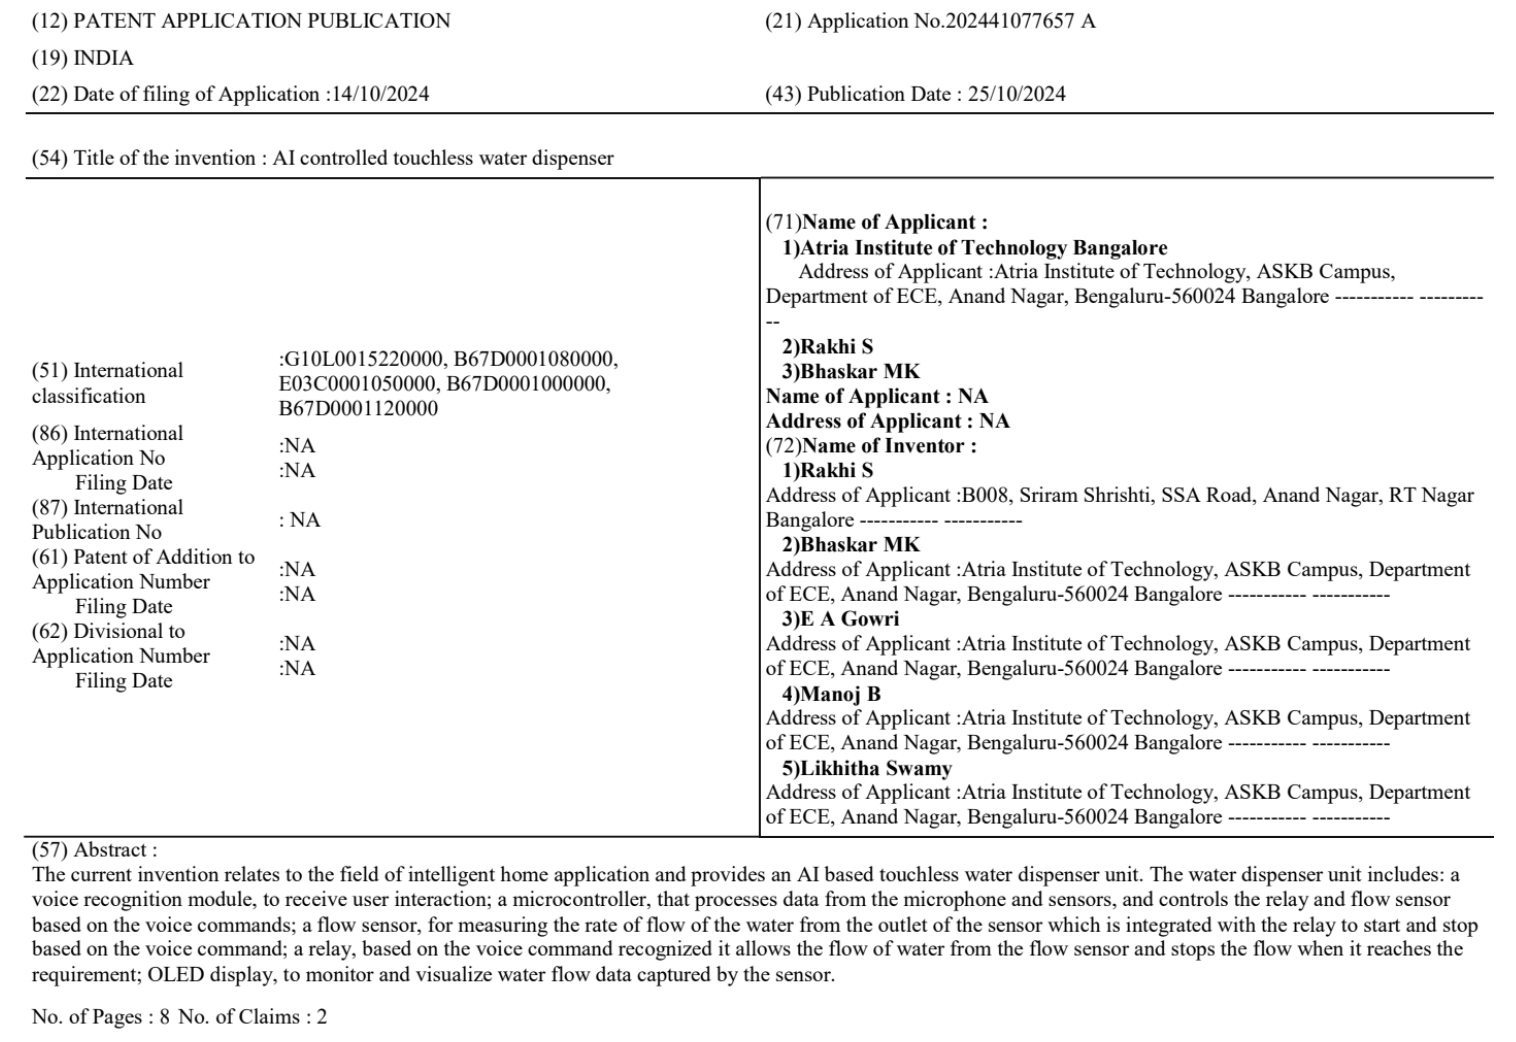 (12) PATENT APPLICATION PUBLICATION
(21) Application No.202441077657 A
(19) INDIA
(22) Date of filing of Application :14/10/2024
(43) Publication Date : 25/10/2024
(54) Title of the invention : AI controlled touchless water dispenser
(51) International
classification
:G10L0015220000, B67D0001080000,
E03C0001050000, B67D0001000000,
B67D0001120000
(86) International
Application No
Filing Date
:NA
:NA
(87) International
Publication No
: NA
(61) Patent of Addition to
Application Number
Filing Date
:NA
:NA
(62) Divisional to
Application Number
Filing Date
:NA
:NA
(71)Name of Applicant :
1)Atria Institute of Technology Bangalore
Address of Applicant :Atria Institute of Technology, ASKB Campus,
Department of ECE, Anand Nagar, Bengaluru-560024 Bangalore ----------- ---------
--
2)Rakhi S
3)Bhaskar MK
Name of Applicant : NA
Address of Applicant : NA
(72)Name of Inventor :
1)Rakhi S
Address of Applicant :B008, Sriram Shrishti, SSA Road, Anand Nagar, RT Nagar
Bangalore ----------- -----------
2)Bhaskar MK
Address of Applicant :Atria Institute of Technology, ASKB Campus, Department
of ECE, Anand Nagar, Bengaluru-560024 Bangalore ----------- -----------
3)E A Gowri
Address of Applicant :Atria Institute of Technology, ASKB Campus, Department
of ECE, Anand Nagar, Bengaluru-560024 Bangalore ----------- -----------
4)Manoj B
Address of Applicant :Atria Institute of Technology, ASKB Campus, Department
of ECE, Anand Nagar, Bengaluru-560024 Bangalore ----------- -----------
5)Likhitha Swamy
Address of Applicant :Atria Institute of Technology, ASKB Campus, Department
of ECE, Anand Nagar, Bengaluru-560024 Bangalore ----------- -----------
(57) Abstract :
The current invention relates to the field of intelligent home application and provides an AI based touchless water dispenser unit. The water dispenser unit includes: a
voice recognition module, to receive user interaction; a microcontroller, that processes data from the microphone and sensors, and controls the relay and flow sensor
based on the voice commands; a flow sensor, for measuring the rate of flow of the water from the outlet of the sensor which is integrated with the relay to start and stop
based on the voice command; a relay, based on the voice command recognized it allows the flow of water from the flow sensor and stops the flow when it reaches the
requirement; OLED display, to monitor and visualize water flow data captured by the sensor.
No. of Pages : 8 No. of Claims : 2